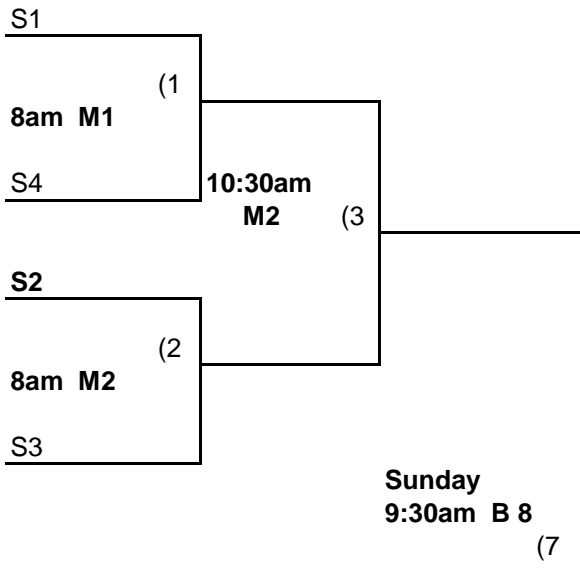 S1
(1
8am M1
S4
10:30am
M2 (3
S2
(2
8am M2
S3
Sunday
9:30am B 8
(7